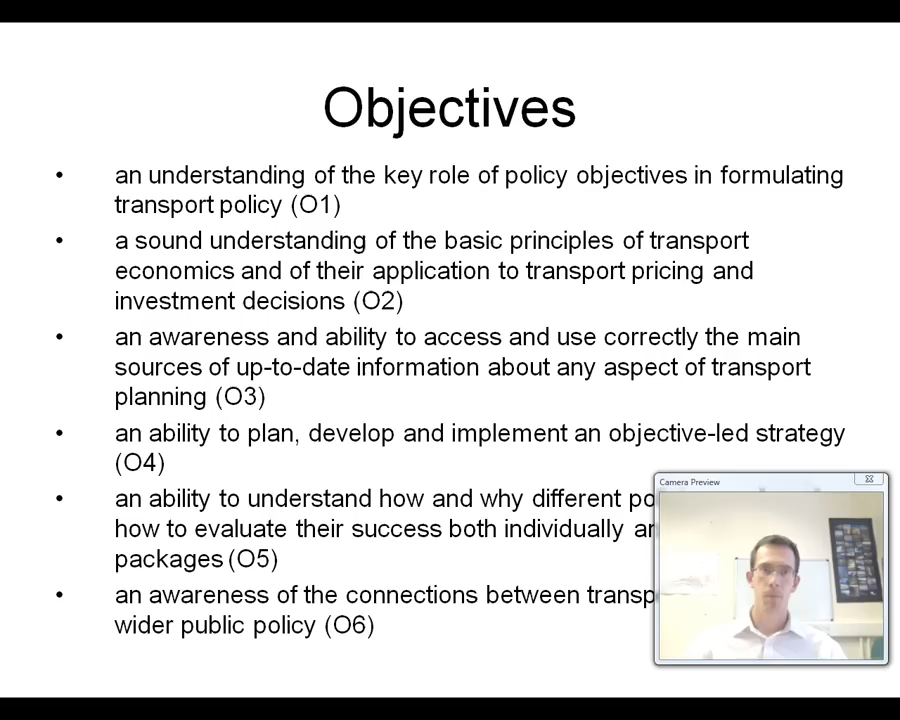 Objectives
• an understanding of the key role of policy objectives in formulating
transport policy (O1)
• a sound understanding of the basic principles of transport
economics and of their application to transport pricing and
investment decisions (O2)
• an awareness and ability to access and use correctly the main
sources of up-to-date information about any aspect of transport
planning (O3)
• an ability to plan, develop and implement an objective-led strategy
(O4)
• an ability to understand how and why different
how to evaluate their success both individually
packages (O5)
• an awareness of the connections between
wider public policy (O6)
Camera Preview